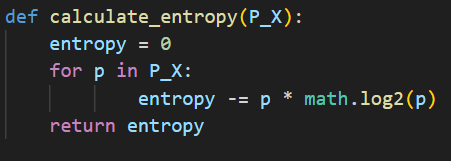 def calculate_entropy(P_X):
    entropy = 0
    for p in P_X:
            entropy -= p * math.log2(p)
    return entropy